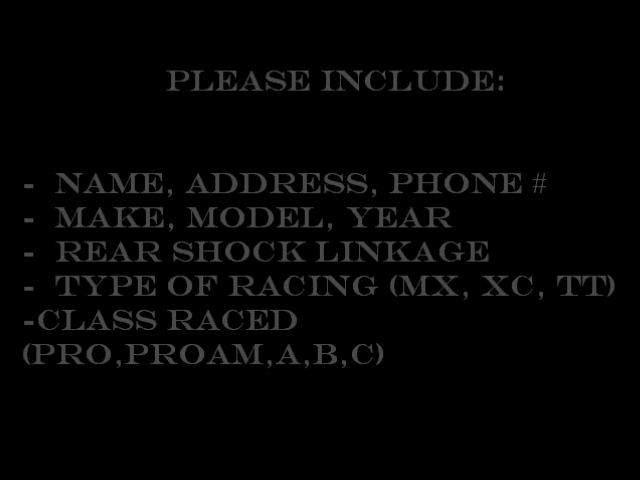 PLEASE INCLUDE:
- NAME, ADDRESS, PHONE #
- MAKE, MODEL, YEAR
- REAR SHOCK LINKAGE
- TYPE OF RACING (MX, XC, TT)
-CLASS RACED
(PRO,PROAM,A,B,C)